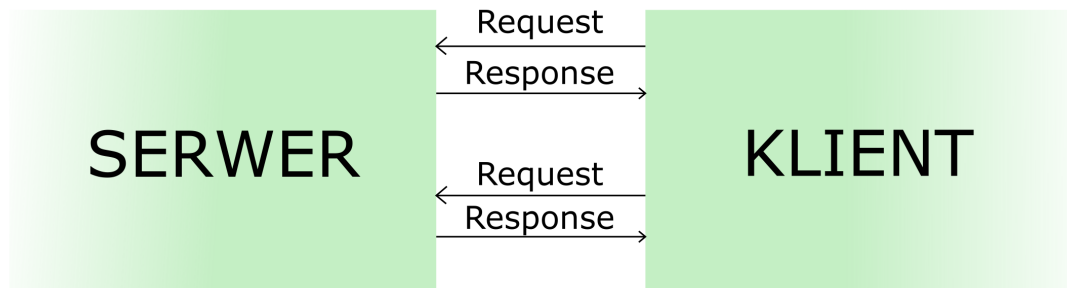 Request
Response
SERWER
KLIENT
Request
Response